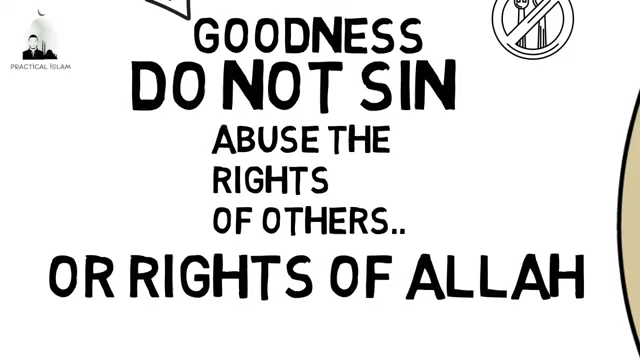 GOODNESS
DO NOT SIN
ABUSE THE
RIGHTS
OF OTHERS..
OR RIGHTS OF ALLAH
PRACTICAL ISLAM